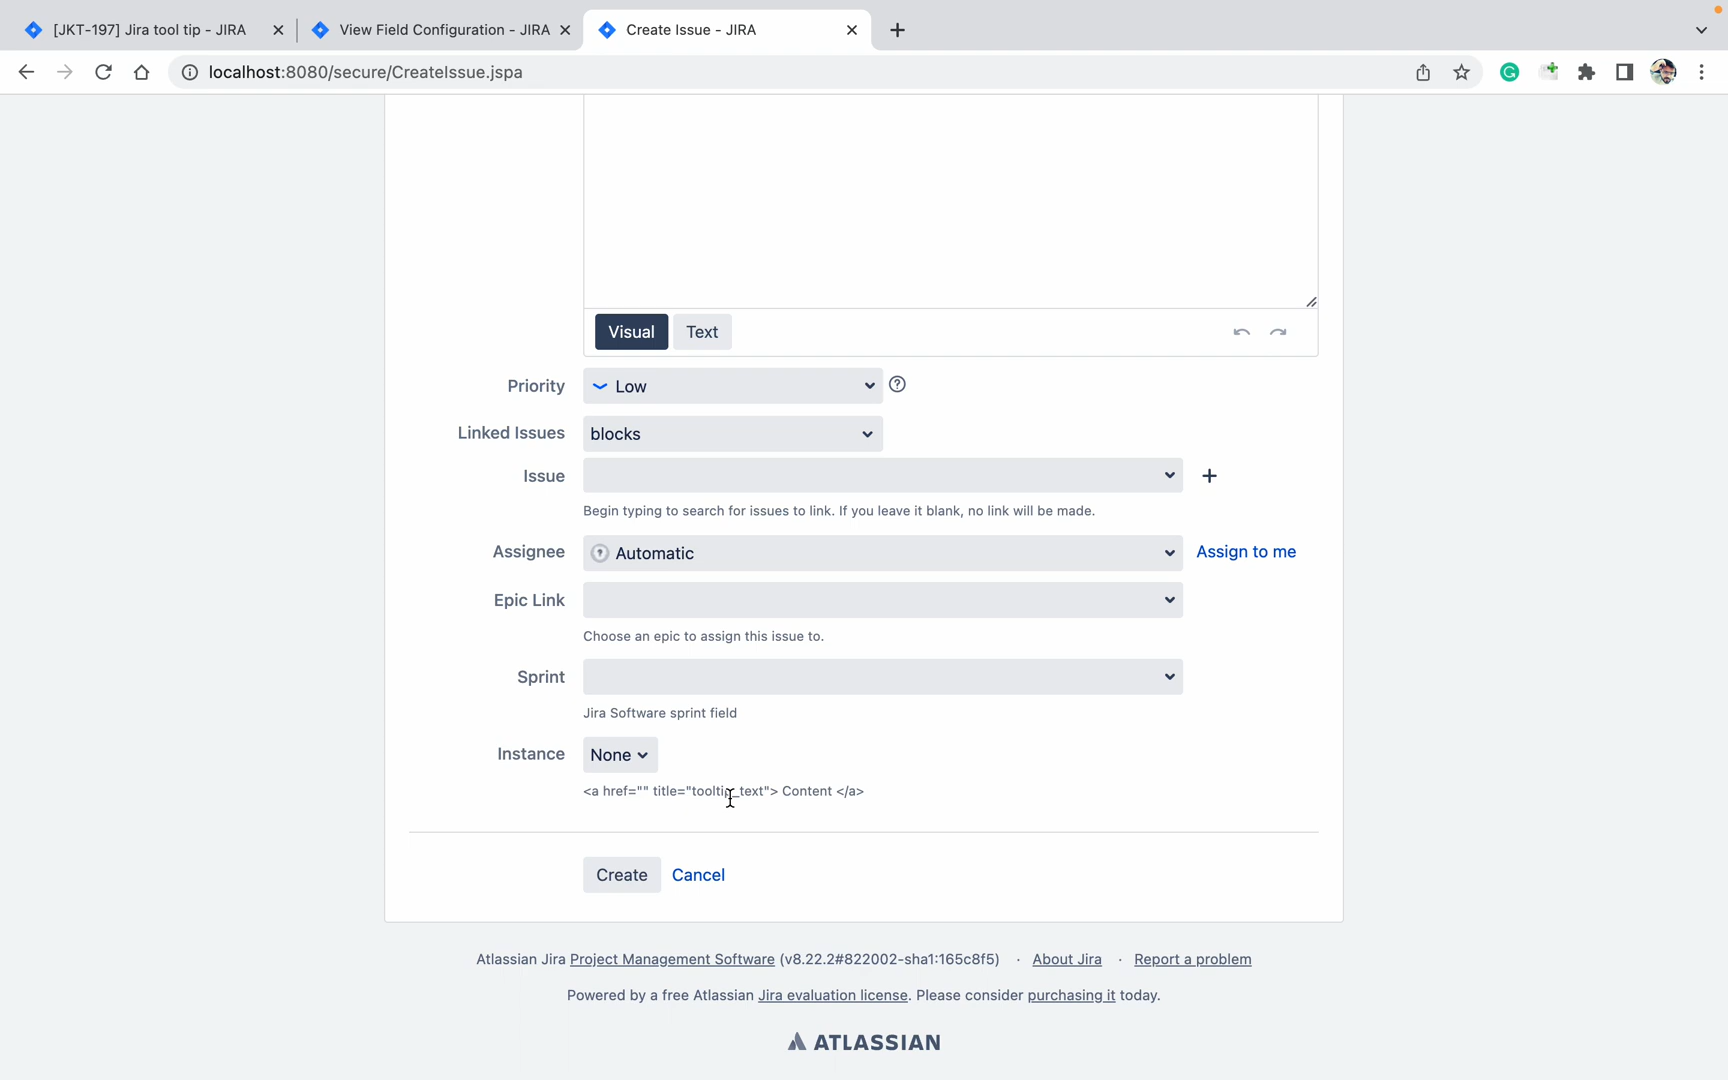 [JKT-197] Jira tool tip - JIRA
View Field Configuration - JIRA
Create Issue - JIRA
localhost:8080/secure/CreateIssue.jspa
Visual Text
Priority Low
Linked Issues blocks
Issue
Begin typing to search for issues to link. If you leave it blank, no link will be made.
Assignee Automatic Assign to me
Epic Link
Choose an epic to assign this issue to.
Sprint
Jira Software sprint field
Instance None
<a href="" title="tooltip_text"> Content </a>
Create Cancel
Atlassian Jira Project Management Software (v8.22.2#822002-sha1:165c8f5) · About Jira · Report a problem
Powered by a free Atlassian Jira evaluation license. Please consider purchasing it today.
ATLASSIAN